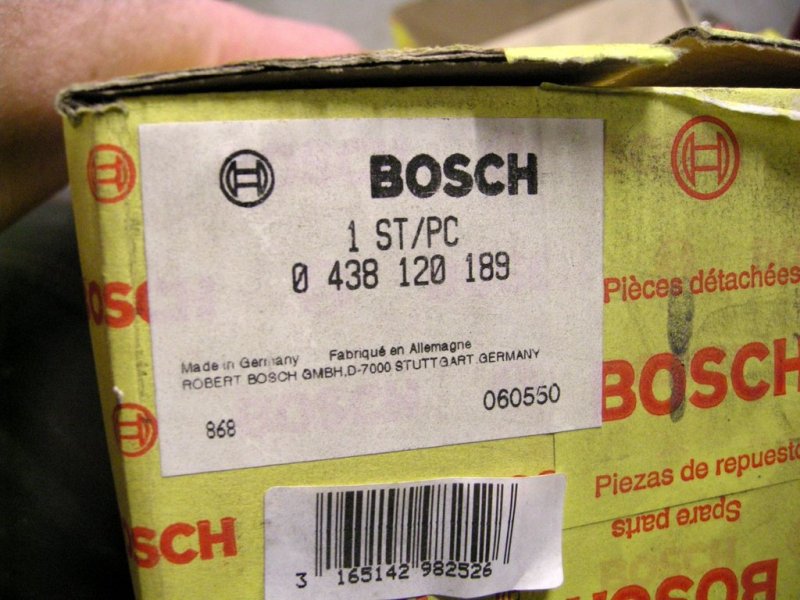 BOSCH
1 ST/PC
0 438 120 189
Made in Germany Fabriqué en Allemagne
ROBERT BOSCH GMBH,D-7000 STUTTGART,GERMANY
868
060550
3 165142 982526
OSC
BOSCH
Pièces détachées
BOSCH
Piezas de repuesto
Spare parts
BOSCH